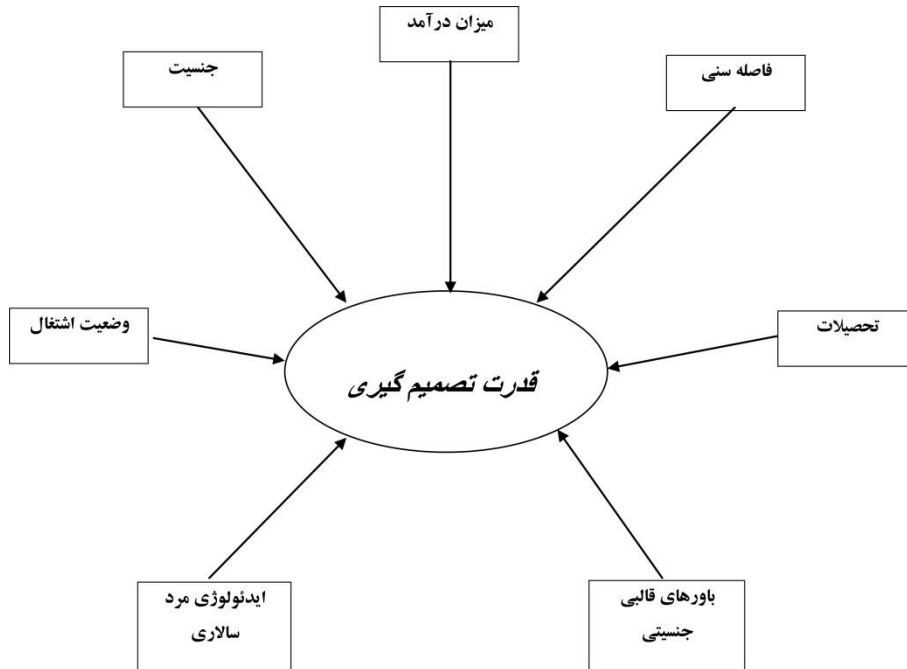 میزان درآمد
فاصله سنی
جنسیت
تحصیلات
وضعیت اشتغال
قدرت تصمیم گیری
باورهای قالبی
جنسیتی
ایدئولوژی مرد
سالاری